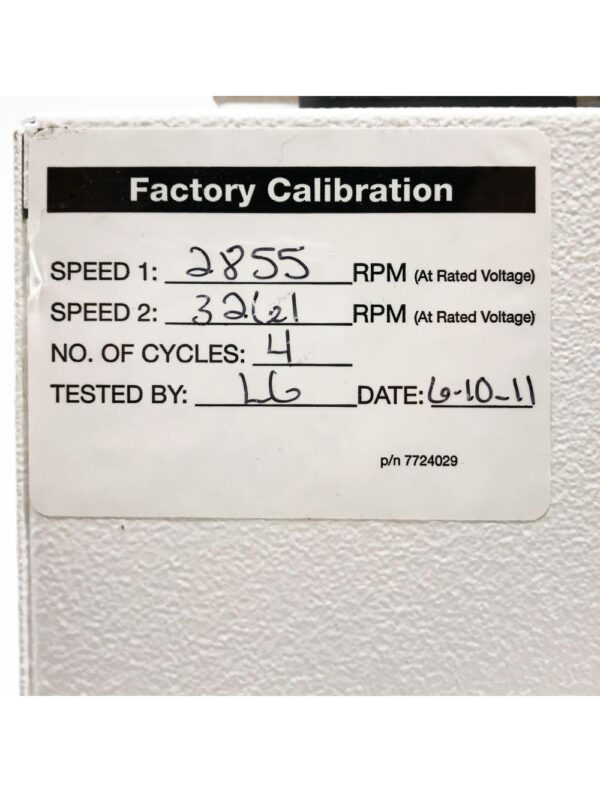 Factory Calibration
SPEED 1: 2855 RPM (At Rated Voltage)
SPEED 2: 3261 RPM (At Rated Voltage)
NO. OF CYCLES: 4
TESTED BY: LG DATE: 6-10-11
p/n 7724029